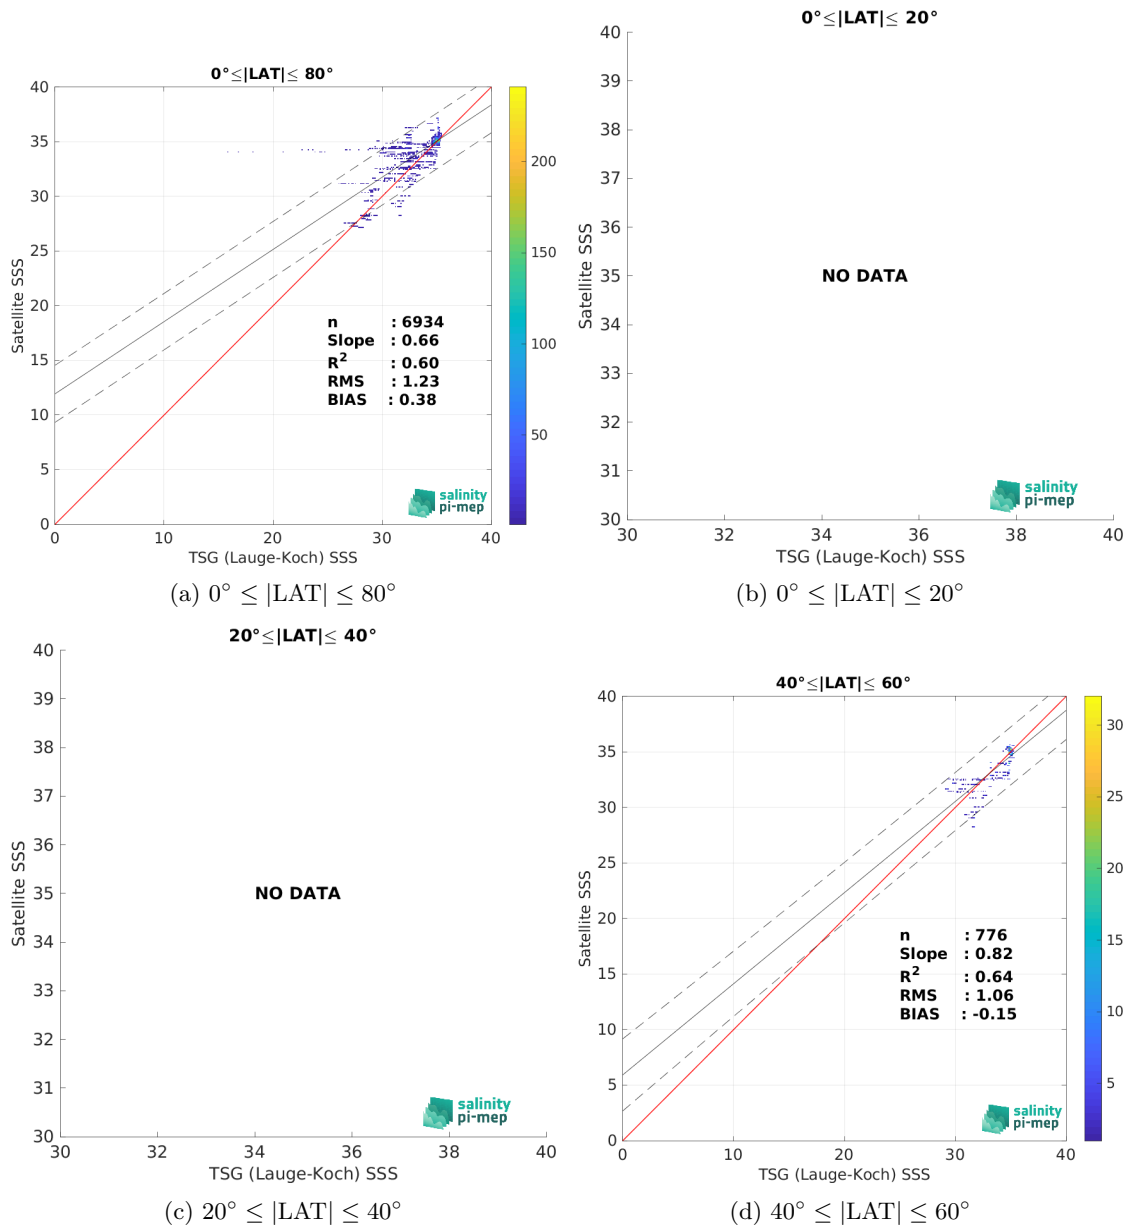 0°≤|LAT|≤ 80°
40
35
30
25
20
15
10
5
0
Satellite SSS
n : 6934
Slope : 0.66
R² : 0.60
RMS : 1.23
BIAS : 0.38
salinity
pi-mep
0 10 20 30 40
TSG (Lauge-Koch) SSS
200
150
100
50
(a) 0° ≤ |LAT| ≤ 80°
0°≤|LAT|≤ 20°
40
39
38
37
36
35
34
33
32
31
30
Satellite SSS
NO DATA
salinity
pi-mep
30 32 34 36 38 40
TSG (Lauge-Koch) SSS
(b) 0° ≤ |LAT| ≤ 20°
20°≤|LAT|≤ 40°
40
39
38
37
36
35
34
33
32
31
30
Satellite SSS
NO DATA
salinity
pi-mep
30 32 34 36 38 40
TSG (Lauge-Koch) SSS
(c) 20° ≤ |LAT| ≤ 40°
40°≤|LAT|≤ 60°
40
35
30
25
20
15
10
5
0
Satellite SSS
n : 776
Slope : 0.82
R² : 0.64
RMS : 1.06
BIAS : -0.15
salinity
pi-mep
0 10 20 30 40
TSG (Lauge-Koch) SSS
30
25
20
15
10
5
(d) 40° ≤ |LAT| ≤ 60°